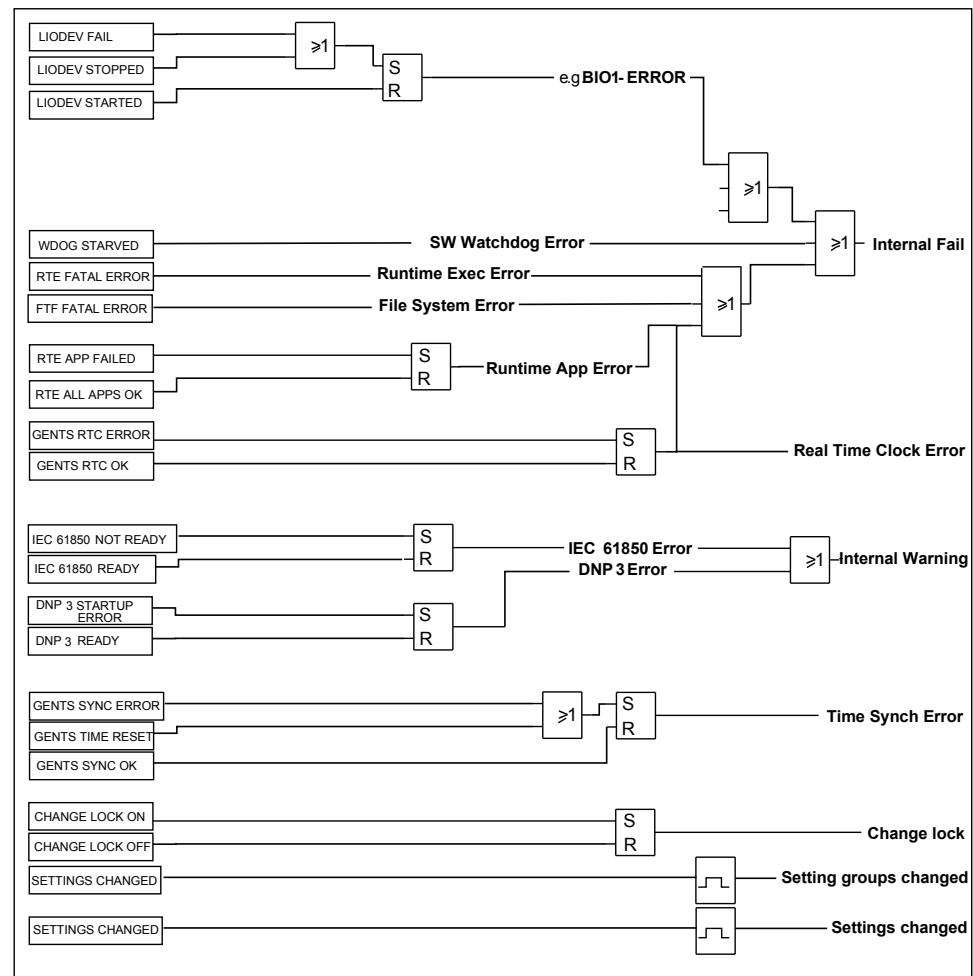 LIODEV FAIL
≥1
LIODEV STOPPED
S
e.g BIO1- ERROR
R
LIODEV STARTED
≥1
WDOG STARVED
SW Watchdog Error
≥1
Internal Fail
RTE FATAL ERROR
Runtime Exec Error
FTF FATAL ERROR
File System Error
≥1
RTE APP FAILED
S
Runtime App Error
R
RTE ALL APPS OK
GENTS RTC ERROR
S
Real Time Clock Error
GENTS RTC OK
R
IEC 61850 NOT READY
S
IEC 61850 Error
≥1
Internal Warning
IEC 61850 READY
R
DNP 3 Error
DNP 3 STARTUP
ERROR
S
DNP 3 READY
R
GENTS SYNC ERROR
S
≥1
Time Synch Error
GENTS TIME RESET
R
GENTS SYNC OK
CHANGE LOCK ON
S
Change lock
CHANGE LOCK OFF
R
SETTINGS CHANGED
Setting groups changed
SETTINGS CHANGED
Settings changed